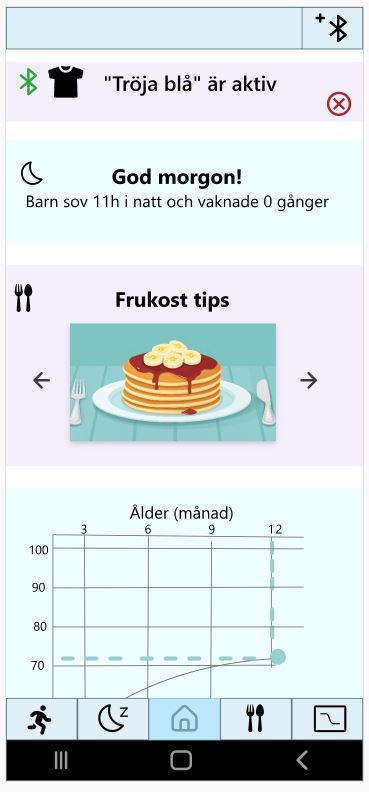 "Tröja blå" är aktiv
God morgon!
Barn sov 11h i natt och vaknade 0 gånger
Frukost tips
Ålder (månad)
3 6 9 12
100
90
80
70
z